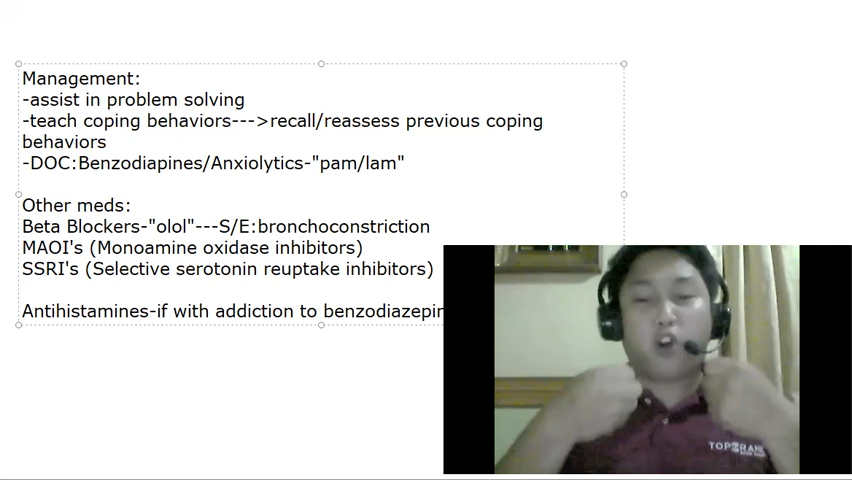 Management:
-assist in problem solving
-teach coping behaviors--->recall/reassess previous coping
behaviors
-DOC:Benzodiapines/Anxiolytics-"pam/lam"
Other meds:
Beta Blockers-"olol"---S/E:bronchoconstriction
MAOI's (Monoamine oxidase inhibitors)
SSRI's (Selective serotonin reuptake inhibitors)
Antihistamines-if with addiction to